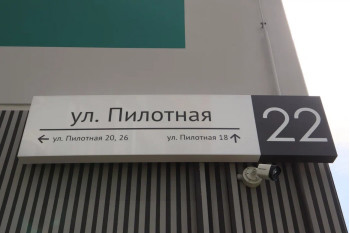 ул. Пилотная
22
← ул. Пилотная 20, 26 ул. Пилотная 18 ↑